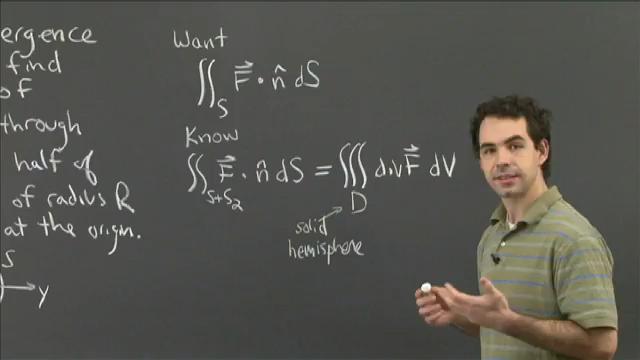 ergence
find
of
through
half of
of radius R
at the origin.
S
y
Want
∬_S F⃗ · n̂ dS
Know
∬_{S+S₂} F⃗ · n̂ dS = ∭_D div F⃗ dV
solid
hemisphere